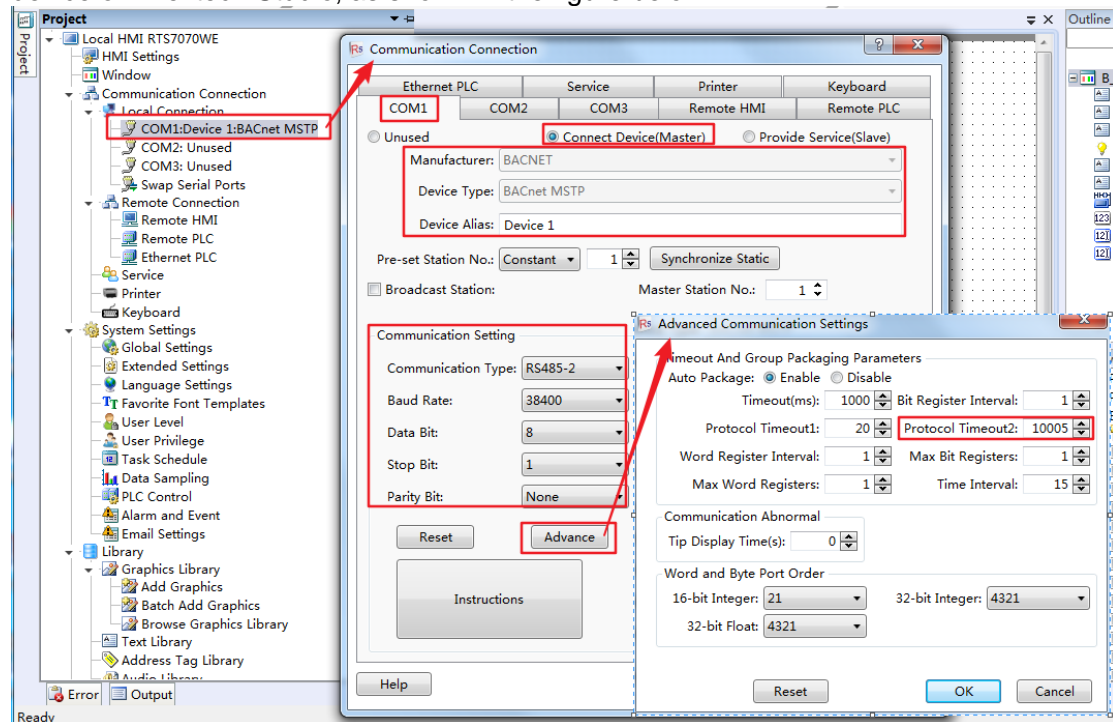 Project
Local HMI RTS7070WE
HMI Settings
Window
Communication Connection
Local Connection
COM1:Device 1:BACnet MSTP
COM2: Unused
COM3: Unused
Swap Serial Ports
Remote Connection
Remote HMI
Remote PLC
Ethernet PLC
Service
Printer
Keyboard
System Settings
Global Settings
Extended Settings
Language Settings
Favorite Font Templates
User Level
User Privilege
Task Schedule
Data Sampling
PLC Control
Alarm and Event
Email Settings
Library
Graphics Library
Add Graphics
Batch Add Graphics
Browse Graphics Library
Text Library
Address Tag Library
Audio Library
Error Output
Ready
Project
Rs Communication Connection
Ethernet PLC Service Printer Keyboard
COM1 COM2 COM3 Remote HMI Remote PLC
Unused Connect Device(Master) Provide Service(Slave)
Manufacturer: BACNET
Device Type: BACnet MSTP
Device Alias: Device 1
Pre-set Station No.: Constant 1 Synchronize Static
Broadcast Station: Master Station No.: 1
Communication Setting
Communication Type: RS485-2
Baud Rate: 38400
Data Bit: 8
Stop Bit: 1
Parity Bit: None
Reset Advance
Instructions
Help
Rs Advanced Communication Settings
Timeout And Group Packaging Parameters
Auto Package: Enable Disable
Timeout(ms): 1000 Bit Register Interval: 1
Protocol Timeout1: 20 Protocol Timeout2: 10005
Word Register Interval: 1 Max Bit Registers: 1
Max Word Registers: 1 Time Interval: 15
Communication Abnormal
Tip Display Time(s): 0
Word and Byte Port Order
16-bit Integer: 21 32-bit Integer: 4321
32-bit Float: 4321
Reset OK Cancel
Outline
B_
123
12
12